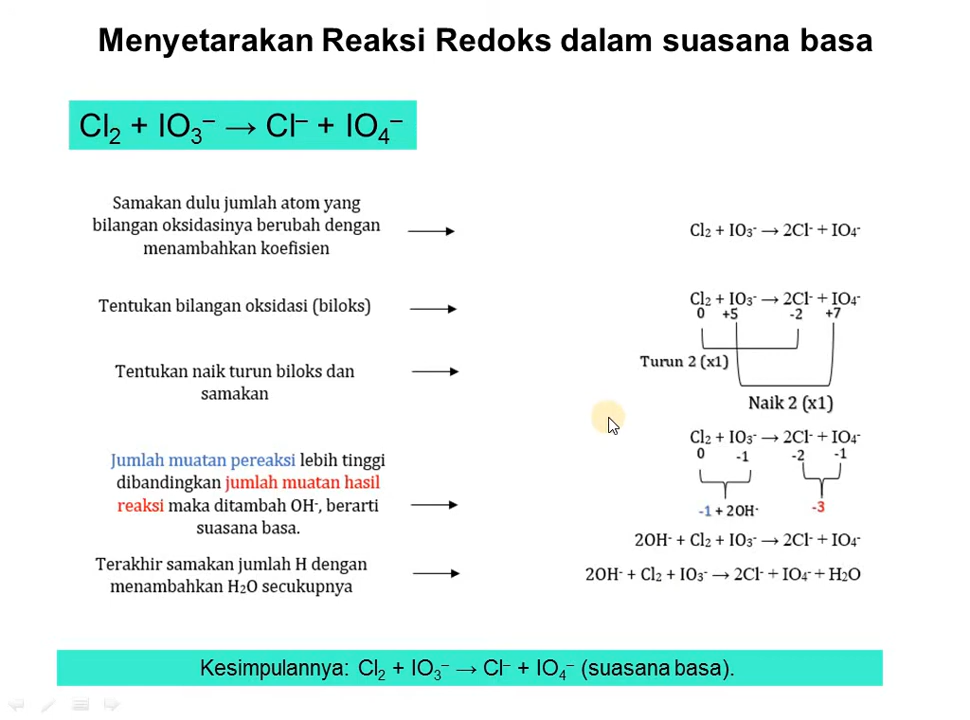 Menyetarakan Reaksi Redoks dalam suasana basa
Cl₂ + IO₃⁻ → Cl⁻ + IO₄⁻
Samakan dulu jumlah atom yang
bilangan oksidasinya berubah dengan
menambahkan koefisien
Cl₂ + IO₃⁻ → 2Cl⁻ + IO₄⁻
Tentukan bilangan oksidasi (biloks)
Cl₂ + IO₃⁻ → 2Cl⁻ + IO₄⁻
0 +5 -2 +7
Tentukan naik turun biloks dan
samakan
Turun 2 (x1)
Naik 2 (x1)
Jumlah muatan pereaksi lebih tinggi
dibandingkan jumlah muatan hasil
reaksi maka ditambah OH⁻, berarti
suasana basa.
Cl₂ + IO₃⁻ → 2Cl⁻ + IO₄⁻
0 -1 -2 -1
-1 + 2OH⁻ -3
2OH⁻ + Cl₂ + IO₃⁻ → 2Cl⁻ + IO₄⁻
Terakhir samakan jumlah H dengan
menambahkan H₂O secukupnya
2OH⁻ + Cl₂ + IO₃⁻ → 2Cl⁻ + IO₄⁻ + H₂O
Kesimpulannya: Cl₂ + IO₃⁻ → Cl⁻ + IO₄⁻ (suasana basa).